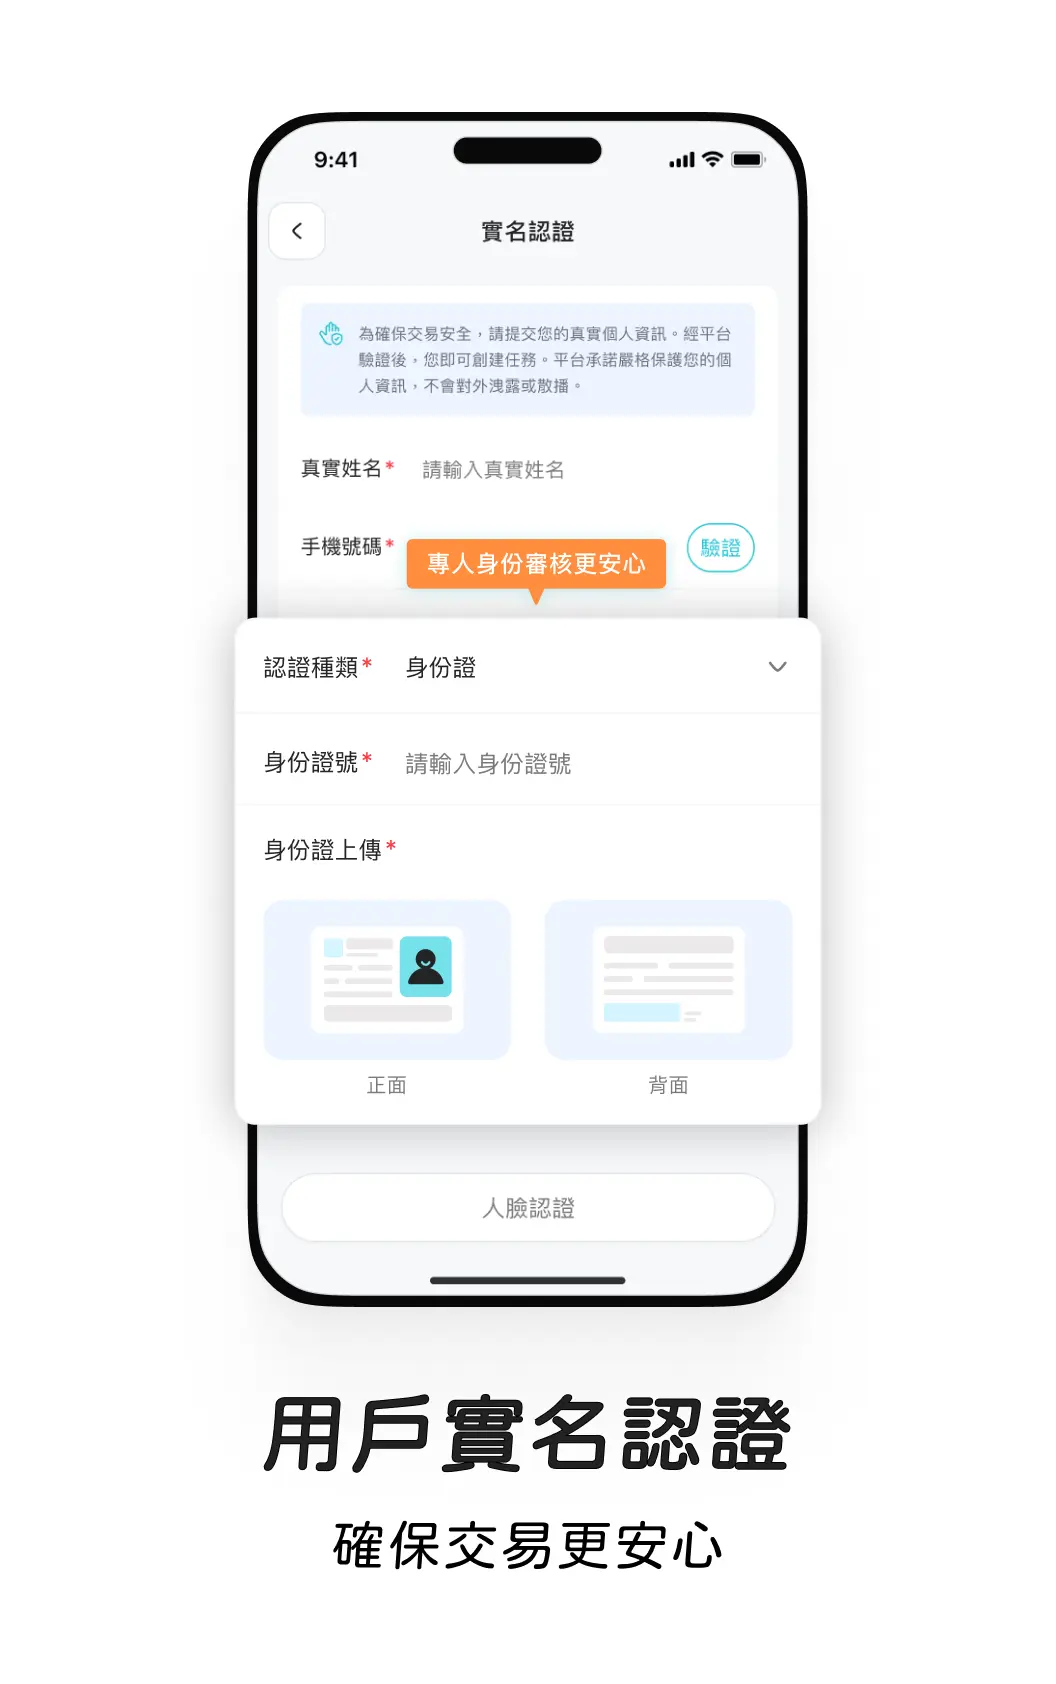 9:41
實名認證
為確保交易安全，請提交您的真實個人資訊。經平台
驗證後，您即可創建任務。平台承諾嚴格保護您的個
人資訊，不會對外洩露或散播。
真實姓名* 請輸入真實姓名
手機號碼* 驗證
專人身份審核更安心
認證種類* 身份證
身份證號* 請輸入身份證號
身份證上傳*
正面 背面
人臉認證
用戶實名認證
確保交易更安心